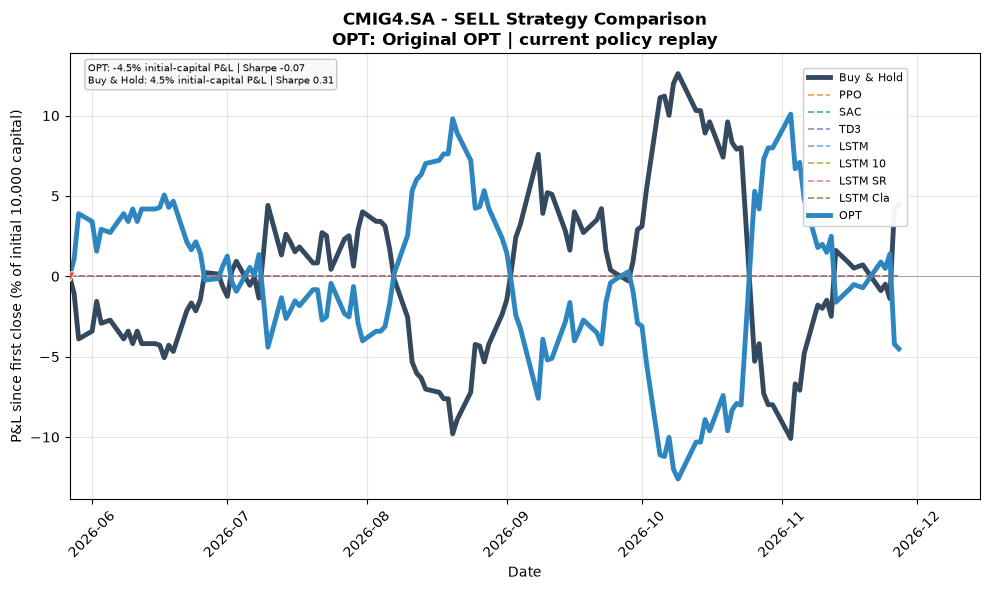 CMIG4.SA - SELL Strategy Comparison
OPT: Original OPT | current policy replay
OPT: -4.5% initial-capital P&L | Sharpe -0.07
Buy & Hold: 4.5% initial-capital P&L | Sharpe 0.31
Buy & Hold
PPO
SAC
TD3
LSTM
LSTM 10
LSTM SR
LSTM Cla
OPT
P&L since first close (% of initial 10,000 capital)
10
5
0
−5
−10
2026-06
2026-07
2026-08
2026-09
2026-10
2026-11
2026-12
Date